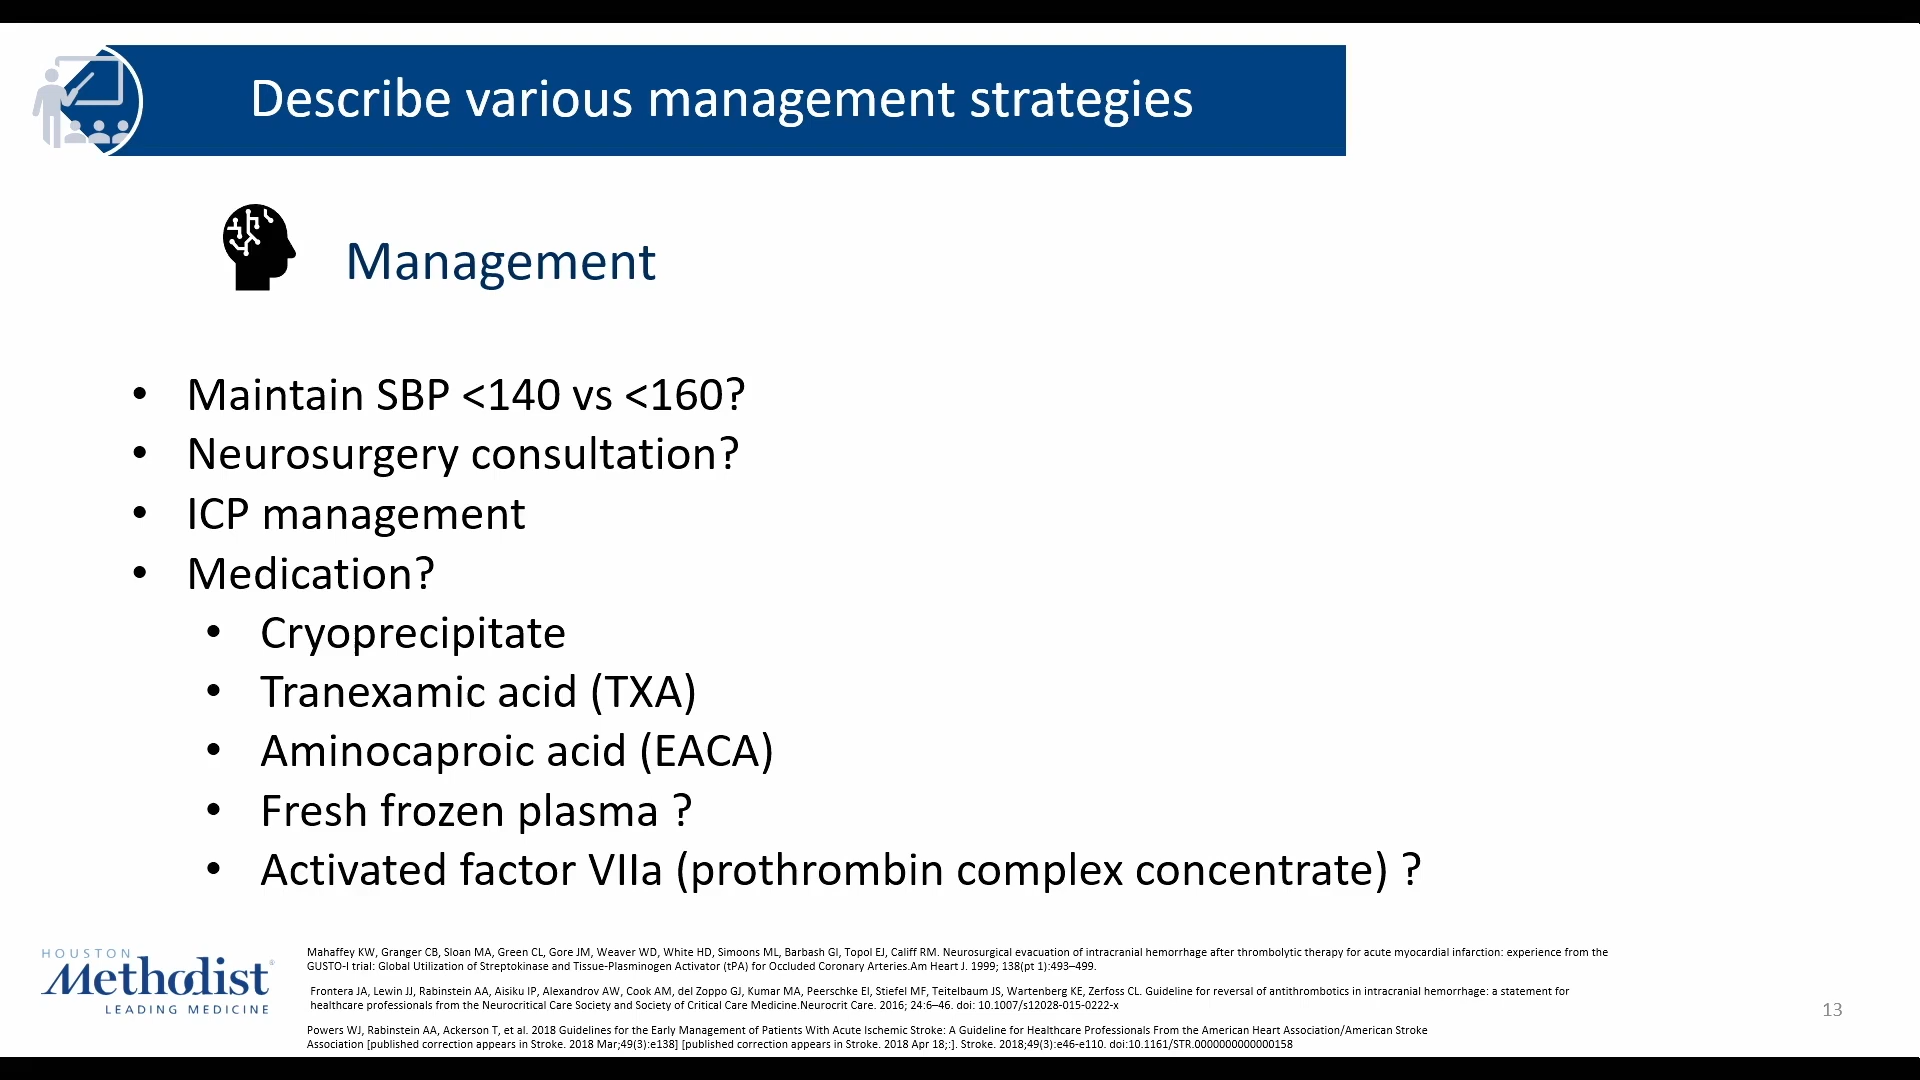 Describe various management strategies
Management
• Maintain SBP <140 vs <160?
• Neurosurgery consultation?
• ICP management
• Medication?
• Cryoprecipitate
• Tranexamic acid (TXA)
• Aminocaproic acid (EACA)
• Fresh frozen plasma ?
• Activated factor VIIa (prothrombin complex concentrate) ?
HOUSTON
Methodist®
LEADING MEDICINE
Mahaffey KW, Granger CB, Sloan MA, Green CL, Gore JM, Weaver WD, White HD, Simoons ML, Barbash GI, Topol EJ, Califf RM. Neurosurgical evacuation of intracranial hemorrhage after thrombolytic therapy for acute myocardial infarction: experience from the
GUSTO-I trial: Global Utilization of Streptokinase and Tissue-Plasminogen Activator (tPA) for Occluded Coronary Arteries.Am Heart J. 1999; 138(pt 1):493–499.
Frontera JA, Lewin JJ, Rabinstein AA, Aisiku IP, Alexandrov AW, Cook AM, del Zoppo GJ, Kumar MA, Peerschke EI, Stiefel MF, Teitelbaum JS, Wartenberg KE, Zerfoss CL. Guideline for reversal of antithrombotics in intracranial hemorrhage: a statement for
healthcare professionals from the Neurocritical Care Society and Society of Critical Care Medicine.Neurocrit Care. 2016; 24:6–46. doi: 10.1007/s12028-015-0222-x
Powers WJ, Rabinstein AA, Ackerson T, et al. 2018 Guidelines for the Early Management of Patients With Acute Ischemic Stroke: A Guideline for Healthcare Professionals From the American Heart Association/American Stroke
Association [published correction appears in Stroke. 2018 Mar;49(3):e138] [published correction appears in Stroke. 2018 Apr 18;:]. Stroke. 2018;49(3):e46-e110. doi:10.1161/STR.0000000000000158
13